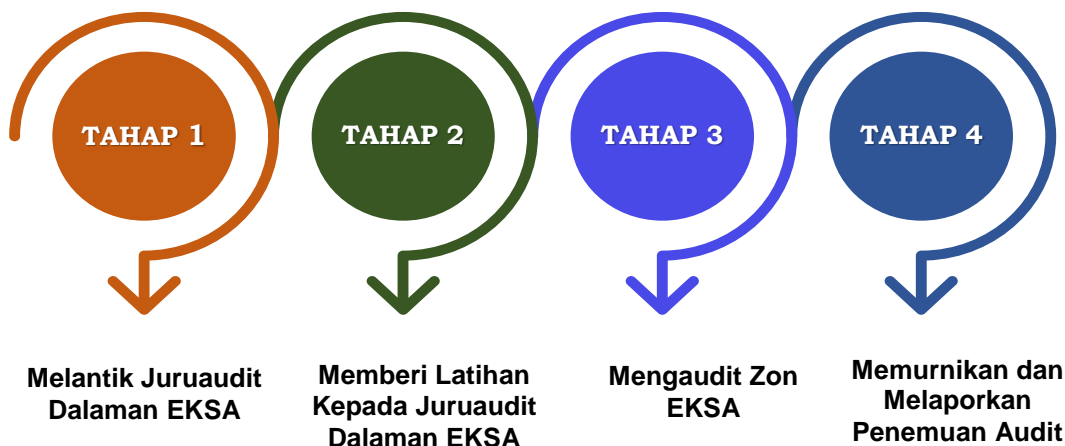 TAHAP 1
TAHAP 2
TAHAP 3
TAHAP 4
Melantik Juruaudit
Dalaman EKSA
Memberi Latihan
Kepada Juruaudit
Dalaman EKSA
Mengaudit Zon
EKSA
Memurnikan dan
Melaporkan
Penemuan Audit